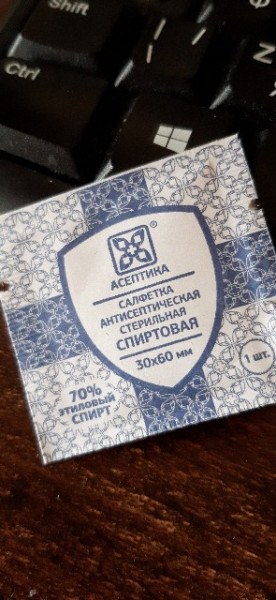 Shift
Ctrl
Z
®
АСЕПТИКА
САЛФЕТКА
АНТИСЕПТИЧЕСКАЯ
СТЕРИЛЬНАЯ
СПИРТОВАЯ
30х60 мм
1 шт.
70%
ЭТИЛОВЫЙ
СПИРТ